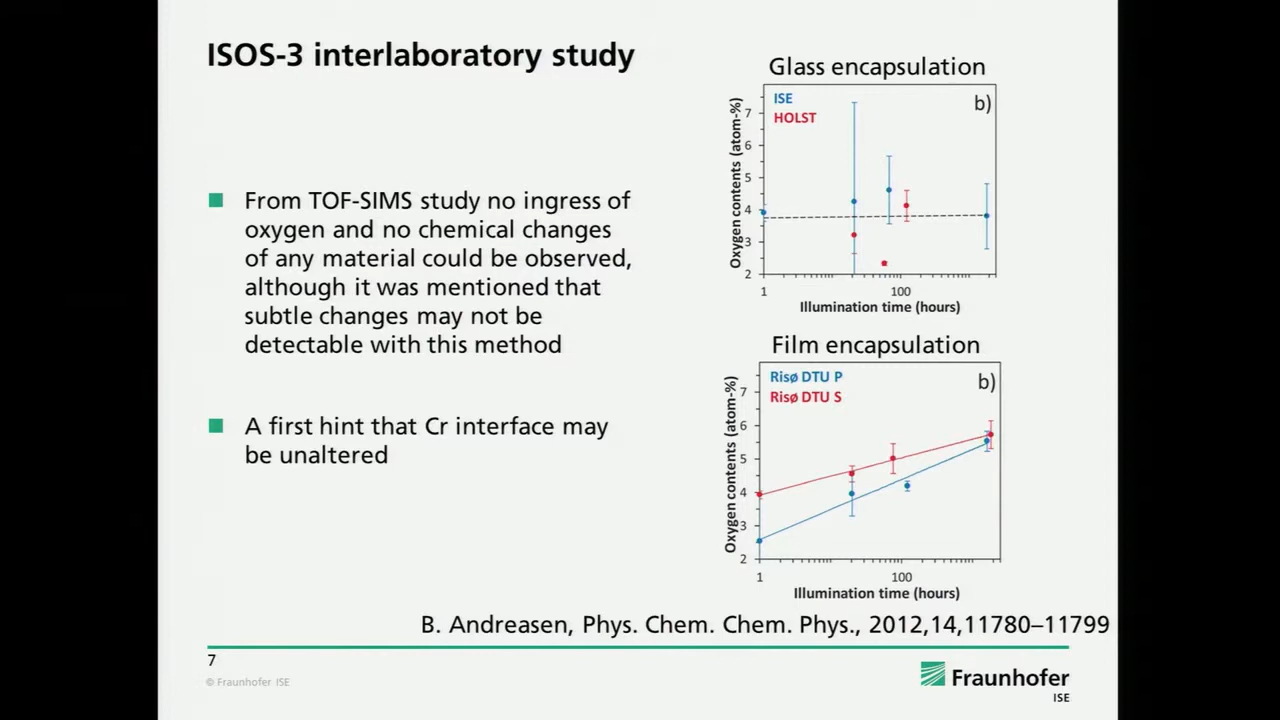 ISOS-3 interlaboratory study
From TOF-SIMS study no ingress of
oxygen and no chemical changes
of any material could be observed,
although it was mentioned that
subtle changes may not be
detectable with this method
A first hint that Cr interface may
be unaltered
Glass encapsulation
ISE
HOLST
b)
Oxygen contents (atom-%)
7
6
5
4
3
2
1
100
Illumination time (hours)
Film encapsulation
Risø DTU P
Risø DTU S
b)
Oxygen contents (atom-%)
7
6
5
4
3
2
1
100
Illumination time (hours)
B. Andreasen, Phys. Chem. Chem. Phys., 2012,14,11780–11799
7
© Fraunhofer ISE
Fraunhofer
ISE